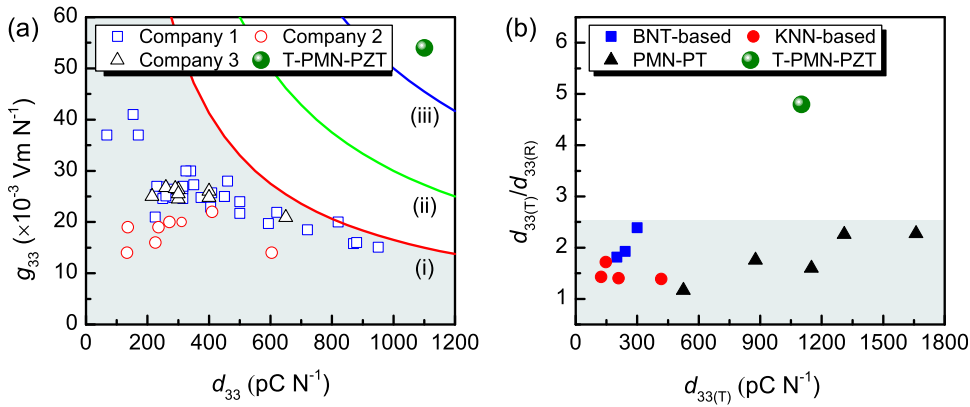 (a)
60
50
40
30
20
10
0
g33 (×10-3 Vm N-1)
Company 1
Company 2
Company 3
T-PMN-PZT
(iii)
(ii)
(i)
0 200 400 600 800 1000 1200
d33 (pC N-1)
(b)
6
5
4
3
2
1
d33(T)/d33(R)
BNT-based
KNN-based
PMN-PT
T-PMN-PZT
0 300 600 900 1200 1500 1800
d33(T) (pC N-1)